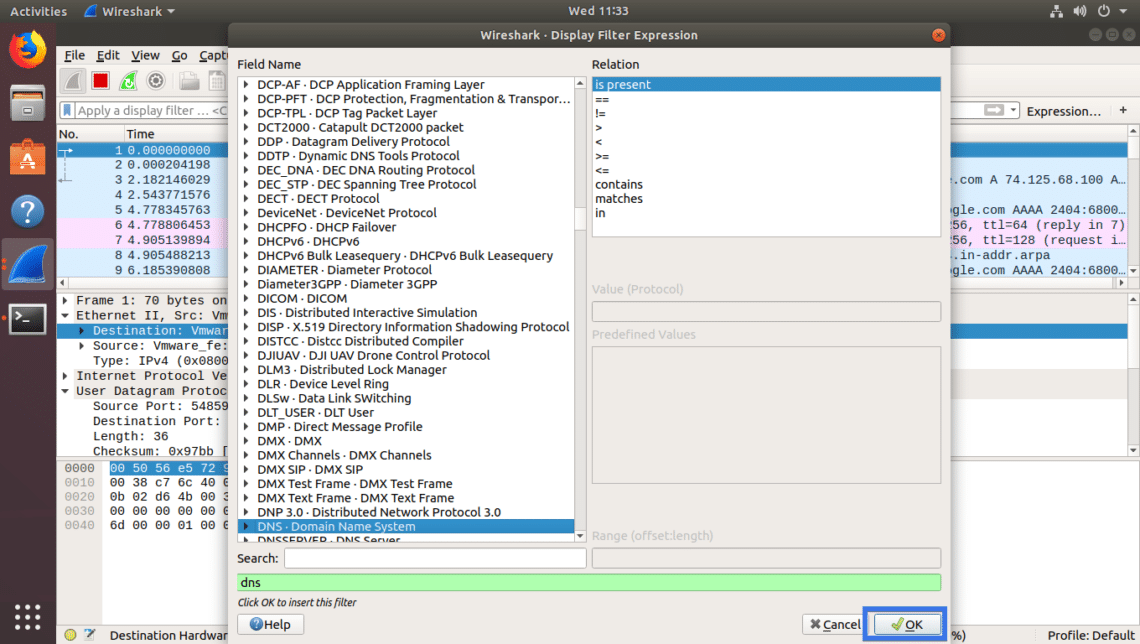 Activities
Wireshark
Wed 11:33
Wireshark · Display Filter Expression
File Edit View Go Capt
Apply a display filter … <C
Expression…
+
No. Time
1 0.000000000
2 0.000204198
3 2.182146029
4 2.543771576
5 4.778345763
6 4.778806453
7 4.905139894
8 4.905488213
9 6.185390808
.com A 74.125.68.100 A…
gle.com AAAA 2404:6800…
56, ttl=64 (reply in 7)
56, ttl=128 (request i…
.in-addr.arpa
gle.com AAAA 2404:6800…
Frame 1: 70 bytes on
Ethernet II, Src: Vmw
Destination: Vmwar
Source: Vmware_fe:
Type: IPv4 (0x0800
Internet Protocol Ve
User Datagram Protoc
Source Port: 54859
Destination Port:
Length: 36
Checksum: 0x97bb [
0000 00 50 56 e5 72 9
0010 00 38 c7 6c 40 0
0020 0b 02 d6 4b 00 3
0030 00 00 00 00 00 0
0040 6d 00 00 01 00 0
Field Name
DCP-AF · DCP Application Framing Layer
DCP-PFT · DCP Protection, Fragmentation & Transpor…
DCP-TPL · DCP Tag Packet Layer
DCT2000 · Catapult DCT2000 packet
DDP · Datagram Delivery Protocol
DDTP · Dynamic DNS Tools Protocol
DEC_DNA · DEC DNA Routing Protocol
DEC_STP · DEC Spanning Tree Protocol
DECT · DECT Protocol
DeviceNet · DeviceNet Protocol
DHCPFO · DHCP Failover
DHCPv6 · DHCPv6
DHCPv6 Bulk Leasequery · DHCPv6 Bulk Leasequery
DIAMETER · Diameter Protocol
Diameter3GPP · Diameter 3GPP
DICOM · DICOM
DIS · Distributed Interactive Simulation
DISP · X.519 Directory Information Shadowing Protocol
DISTCC · Distcc Distributed Compiler
DJIUAV · DJI UAV Drone Control Protocol
DLM3 · Distributed Lock Manager
DLR · Device Level Ring
DLSw · Data Link SWitching
DLT_USER · DLT User
DMP · Direct Message Profile
DMX · DMX
DMX Channels · DMX Channels
DMX SIP · DMX SIP
DMX Test Frame · DMX Test Frame
DMX Text Frame · DMX Text Frame
DNP 3.0 · Distributed Network Protocol 3.0
DNS · Domain Name System
DNSSERVER · DNS Server
Search:
Relation
is present
==
!=
>
<
>=
<=
contains
matches
in
Value (Protocol)
Predefined Values
Range (offset:length)
dns
Click OK to insert this filter
Help
Cancel
OK
Destination Hardwar
%)
Profile: Default